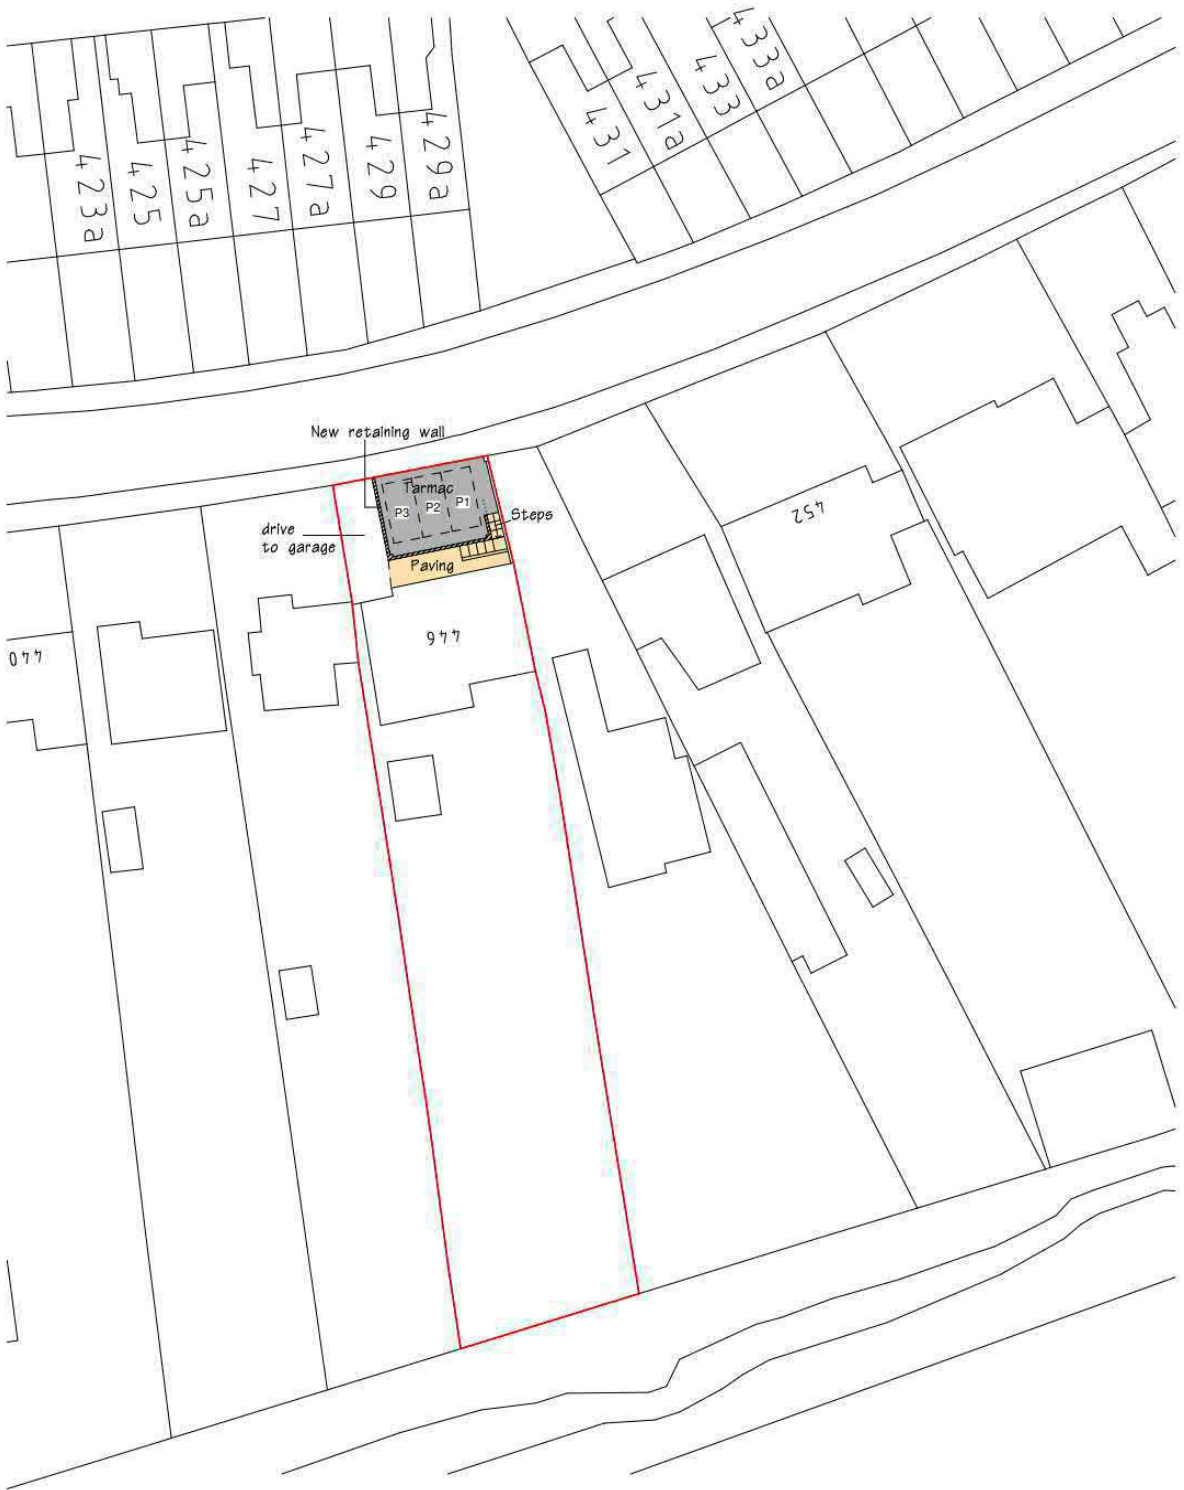 423a
425
425a
427
427a
429
429a
431
431a
433
433a
New retaining wall
Tarmac
P3
P2
P1
Steps
drive
to garage
Paving
452
446
440